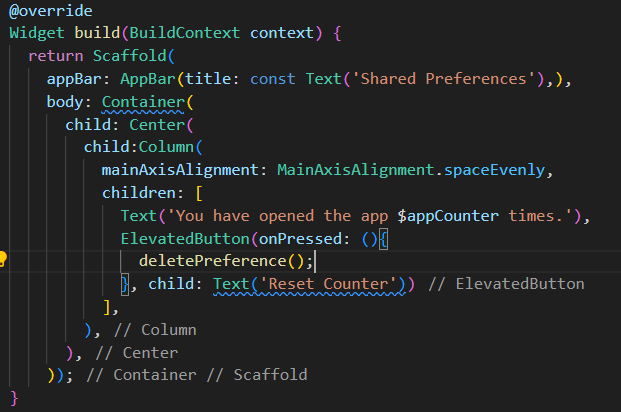 @override
Widget build(BuildContext context) {
  return Scaffold(
    appBar: AppBar(title: const Text('Shared Preferences'),),
    body: Container(
      child: Center(
        child:Column(
          mainAxisAlignment: MainAxisAlignment.spaceEvenly,
          children: [
            Text('You have opened the app $appCounter times.'),
            ElevatedButton(onPressed: (){
              deletePreference();
            }, child: Text('Reset Counter')) // ElevatedButton
          ],
        ), // Column
      ), // Center
    )); // Container // Scaffold
}